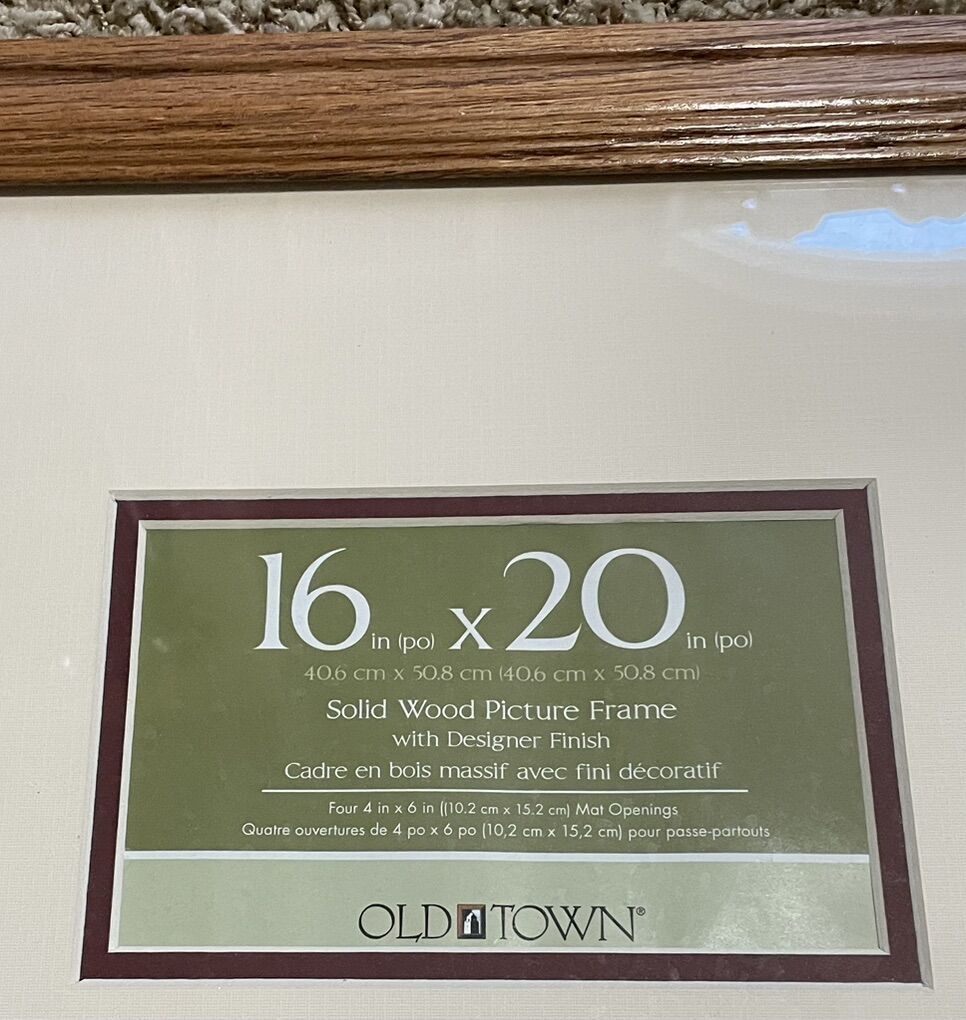 16 in (po) x 20 in (po)
40.6 cm x 50.8 cm (40.6 cm x 50.8 cm)
Solid Wood Picture Frame
with Designer Finish
Cadre en bois massif avec fini décoratif
Four 4 in x 6 in ((10.2 cm x 15.2 cm) Mat Openings
Quatre ouvertures de 4 po x 6 po (10,2 cm x 15,2 cm) pour passe-partouts
OLD TOWN®